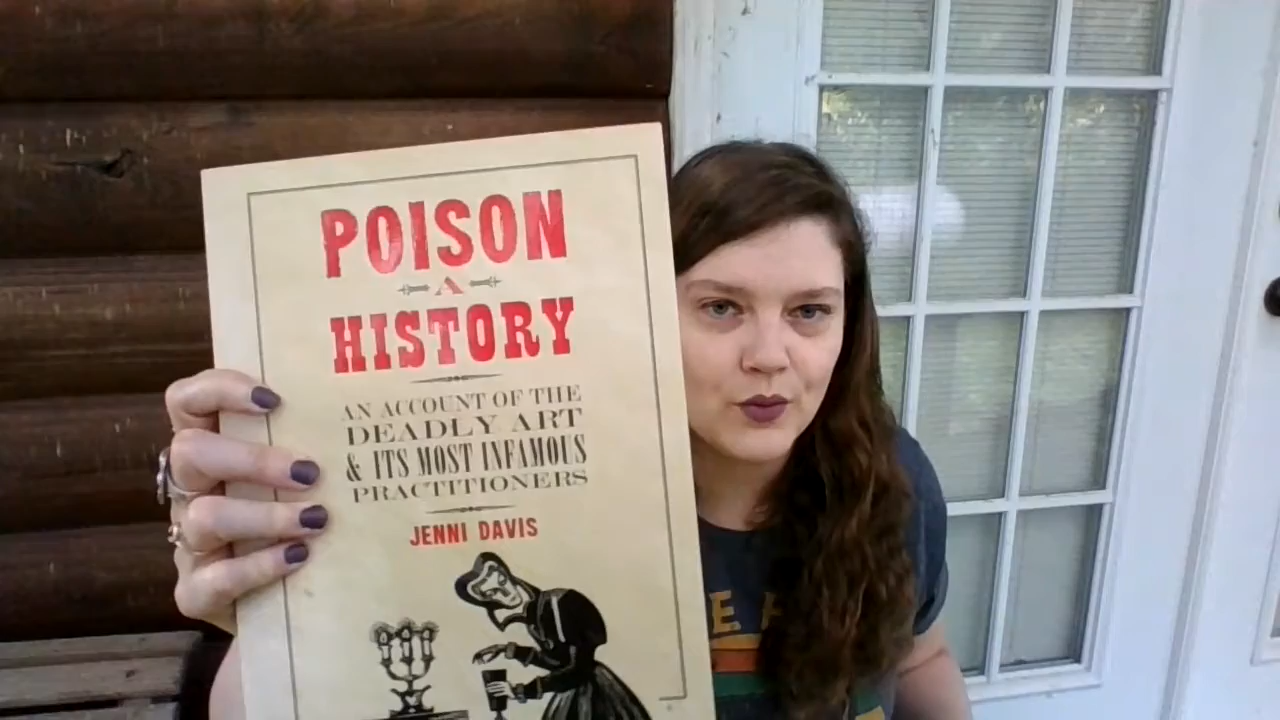 POISON
A
HISTORY
AN ACCOUNT OF THE
DEADLY ART
& ITS MOST INFAMOUS
PRACTITIONERS
JENNI DAVIS